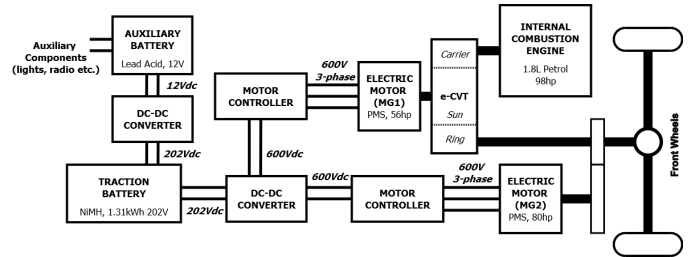 AUXILIARY
BATTERY
Lead Acid, 12V
Auxiliary
Components
(lights, radio etc.)
12Vdc
DC-DC
CONVERTER
202Vdc
TRACTION
BATTERY
NiMH, 1.31kWh 202V
202Vdc
DC-DC
CONVERTER
600Vdc
MOTOR
CONTROLLER
600V
3-phase
ELECTRIC
MOTOR
(MG1)
PMS, 56hp
Carrier
e-CVT
Sun
Ring
INTERNAL
COMBUSTION
ENGINE
1.8L Petrol
98hp
600Vdc
MOTOR
CONTROLLER
600V
3-phase
ELECTRIC
MOTOR
(MG2)
PMS, 80hp
Front Wheels